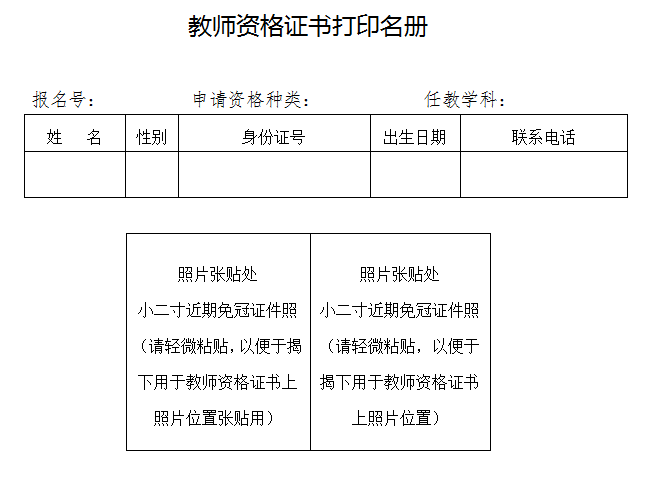 教师资格证书打印名册
报名号： 申请资格种类： 任教学科：
姓 名 性别 身份证号 出生日期 联系电话
照片张贴处
小二寸近期免冠证件照
（请轻微粘贴，以便于揭
下用于教师资格证书上
照片位置张贴用）
照片张贴处
小二寸近期免冠证件照
（请轻微粘贴，以便于
揭下用于教师资格证书
上照片位置）